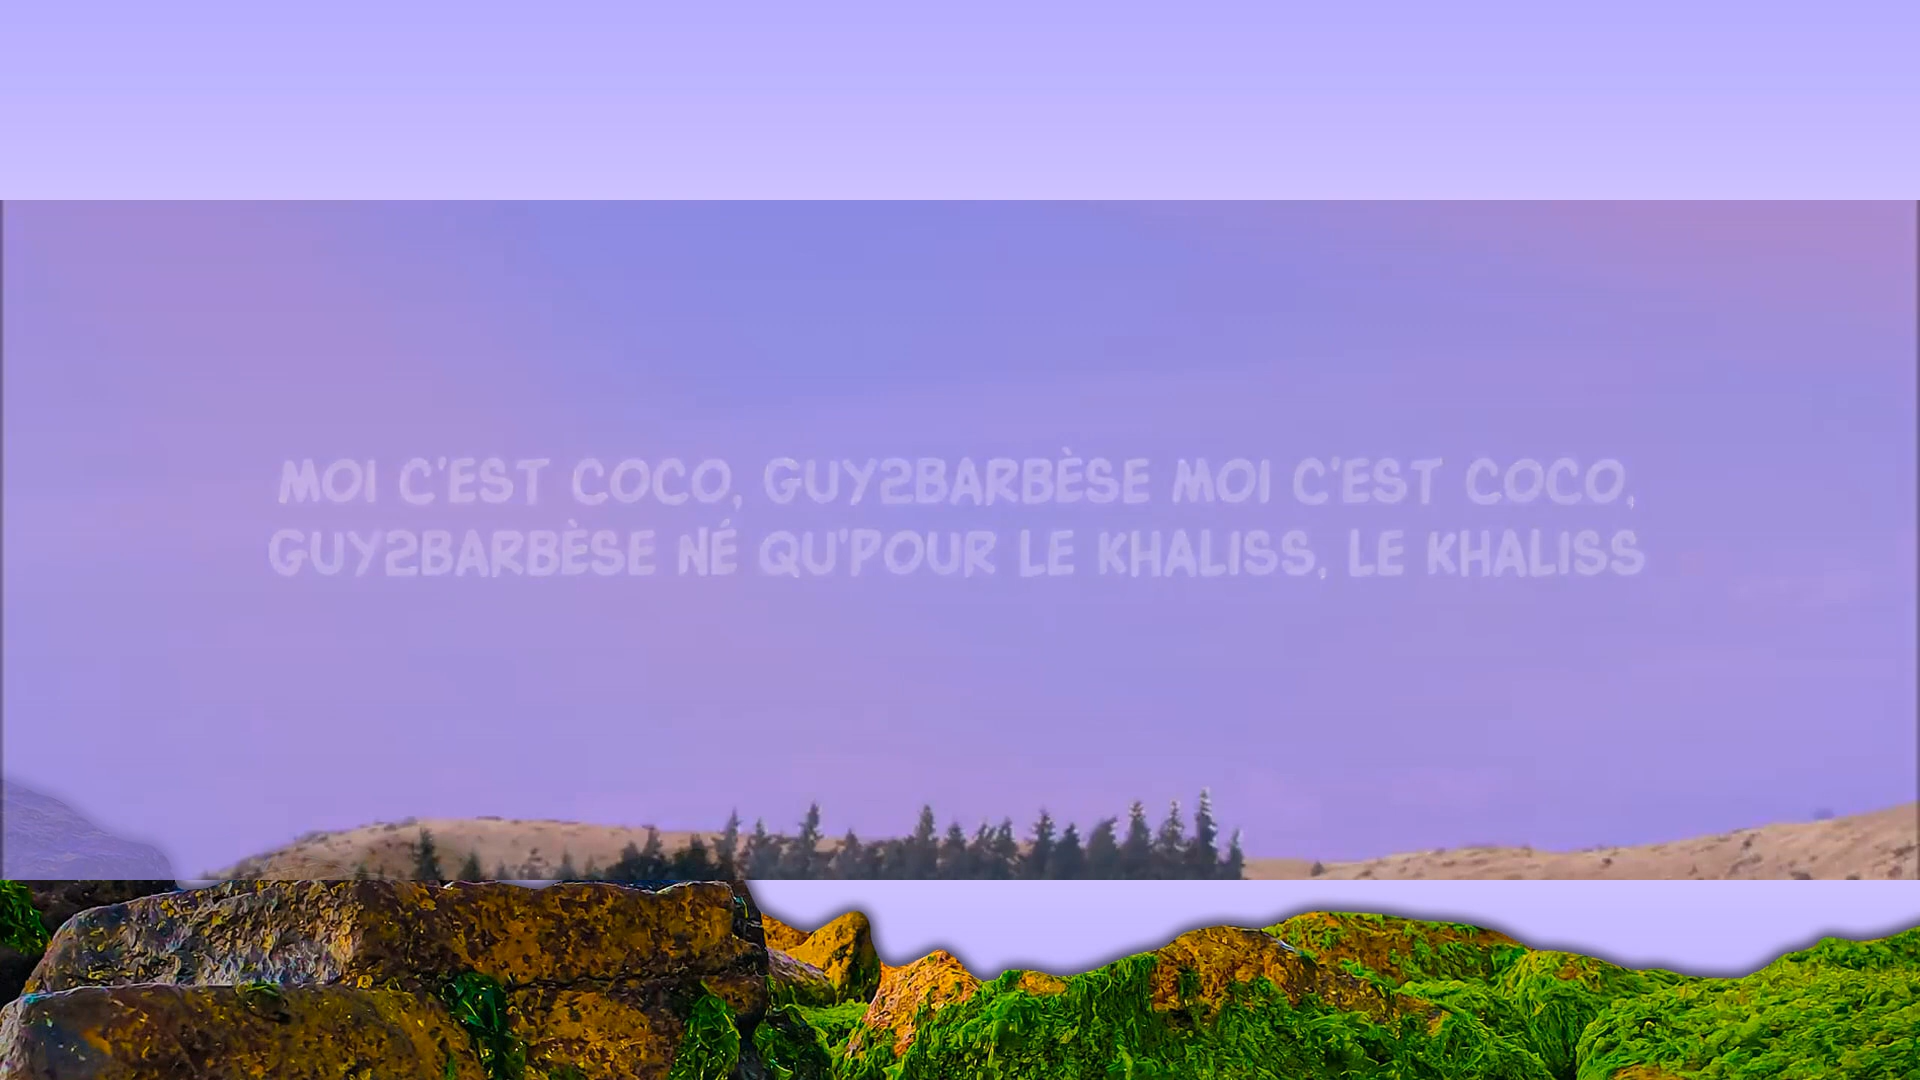 MOI C'EST COCO, GUY2BARBÈSE MOI C'EST COCO,
GUY2BARBÈSE NÉ QU'POUR LE KHALISS, LE KHALISS